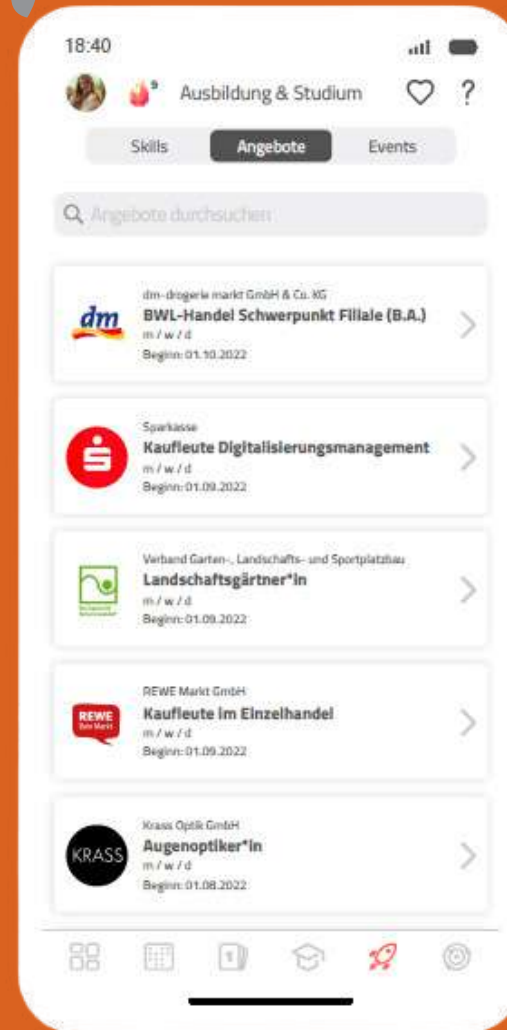 18:40
9
Ausbildung & Studium
?
Skills
Angebote
Events
Angebote durchsuchen
dm-drogerie markt GmbH & Co. KG
dm
BWL-Handel Schwerpunkt Filiale (B.A.)
m / w / d
Beginn: 01.10.2022
Sparkasse
Kaufleute Digitalisierungsmanagement
m / w / d
Beginn: 01.09.2022
Verband Garten-, Landschafts- und Sportplatzbau
Landschaftsgärtner*in
m / w / d
Beginn: 01.09.2022
REWE Markt GmbH
REWE
Dein Markt
Kaufleute im Einzelhandel
m / w / d
Beginn: 01.09.2022
Krass Optik GmbH
KRASS
Augenoptiker*in
m / w / d
Beginn: 01.08.2022